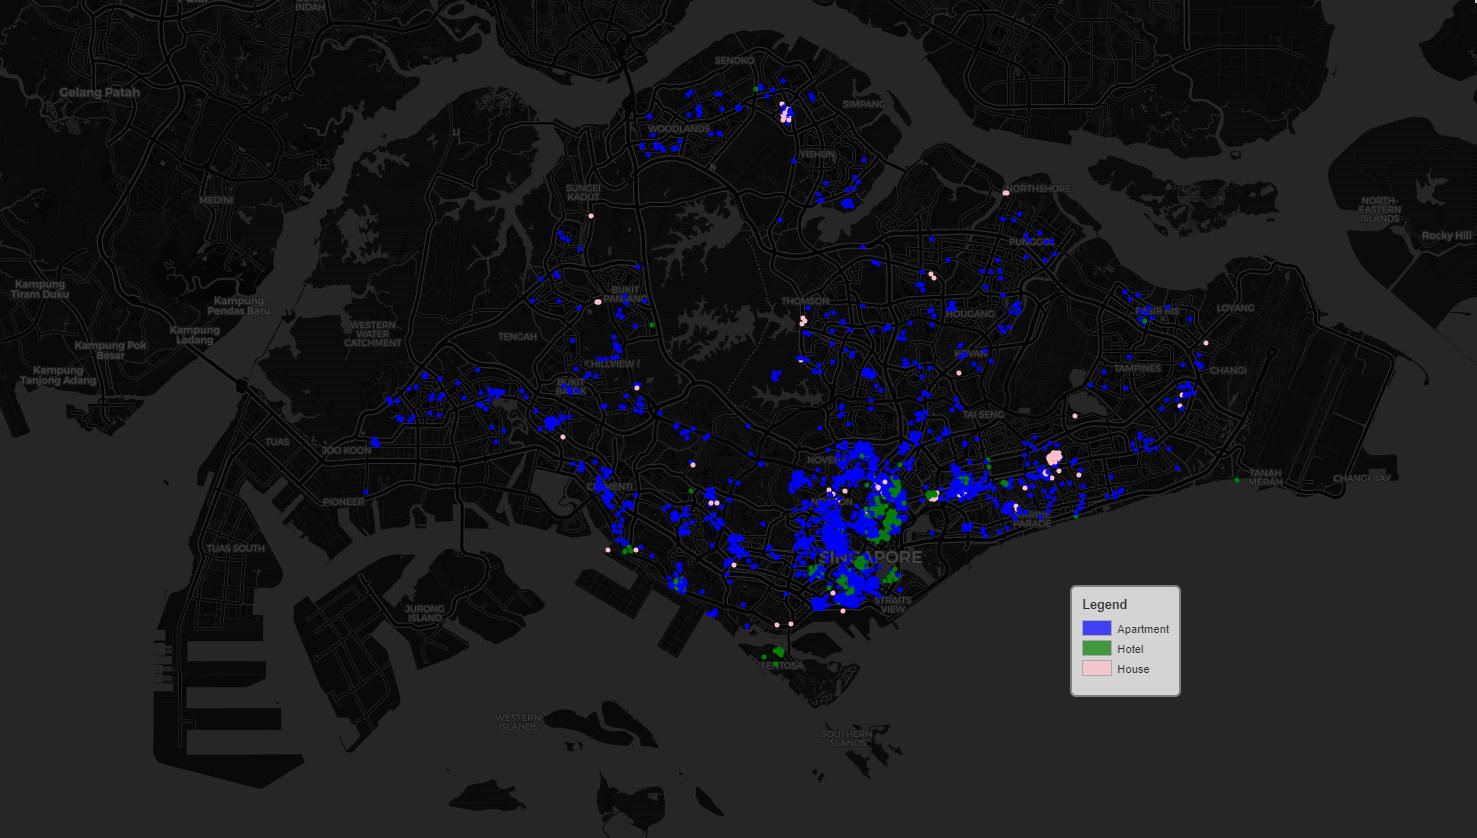 INDAH
SENOKO
Gelang Patah
SIMPANG
WOODLANDS
YISHUN
SUNGEI
KADUT
NORTHSHORE
MEDINI
NORTH-
EASTERN
ISLANDS
Rocky Hill
PUNGGOL
Kampung
Tiram Duku
Kampung
Pendas Baru
BUKIT
PANJANG
THOMSON
LOYANG
PASIR RIS
HOUGANG
WESTERN
WATER
CATCHMENT
Kampung
Ladang
TENGAH
Kampung Pok
Besar
KOVAN
HILLVIEW
TAMPINES
CHANGI
Kampung
Tanjong Adang
BUKIT
BATOK
TAI SENG
TUAS
JOO KOON
NOVENA
TANAH
MERAH
CHANGI BAY
CLEMENTI
PIONEER
NEWTON
MARINE
PARADE
TUAS SOUTH
SINGAPORE
STRAITS
VIEW
JURONG
ISLAND
Legend
Apartment
Hotel
House
SENTOSA
WESTERN
ISLANDS
SOUTHERN
ISLANDS